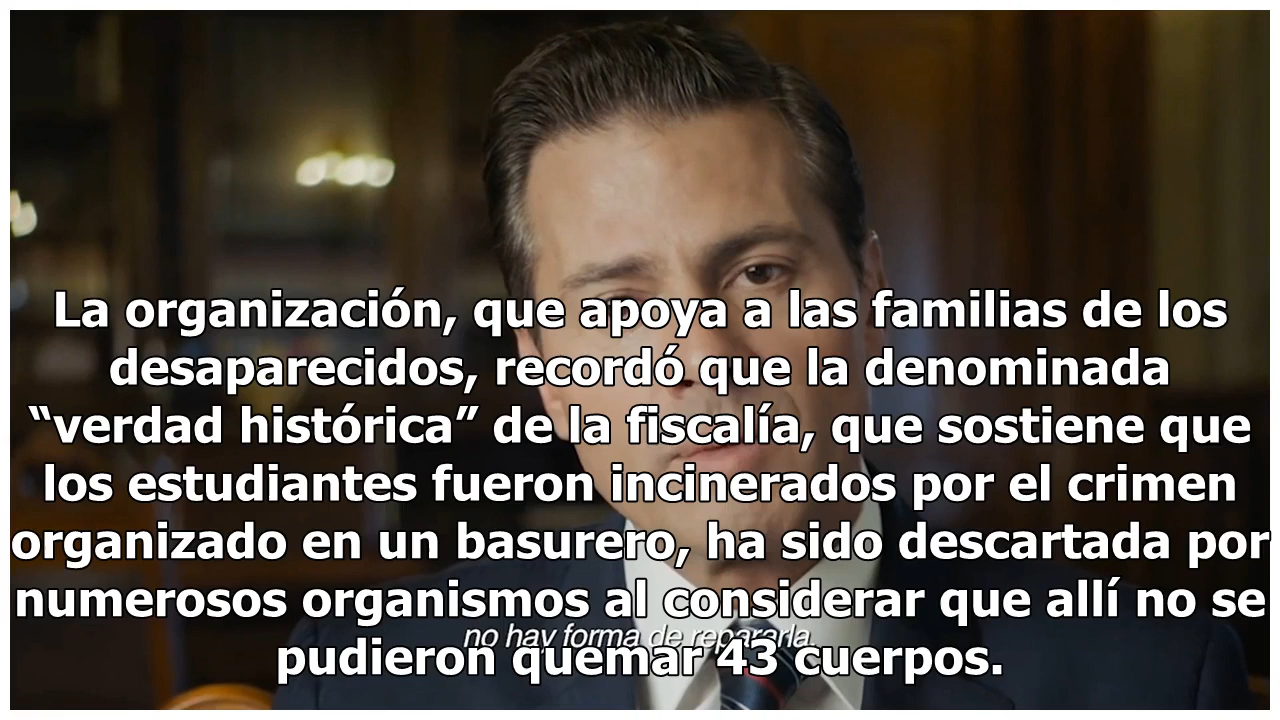 La organización, que apoya a las familias de los
desaparecidos, recordó que la denominada
“verdad histórica” de la fiscalía, que sostiene que
los estudiantes fueron incinerados por el crimen
organizado en un basurero, ha sido descartada por
numerosos organismos al considerar que allí no se
no hay forma de repararla.
pudieron quemar 43 cuerpos.